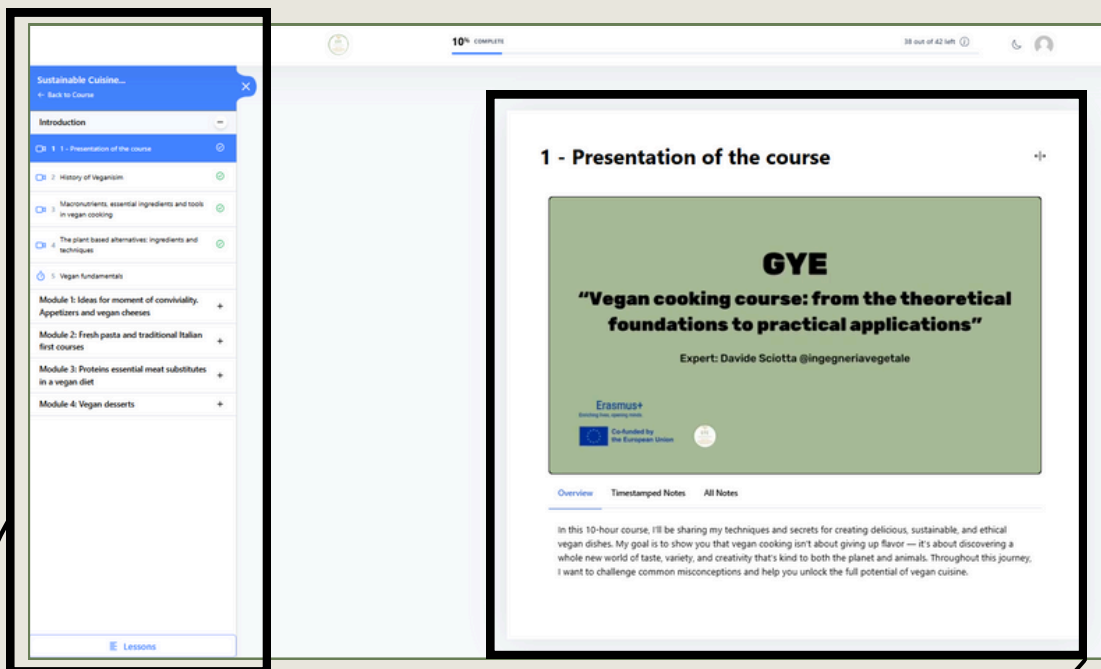 10% COMPLETE
38 out of 42 left
Sustainable Cuisine...
← Back to Course
Introduction
1 1 - Presentation of the course
2 History of Veganisim
3 Macronutrients, essential ingredients and tools
in vegan cooking
4 The plant based alternatives: ingredients and
techniques
5 Vegan fundamentals
Module 1: Ideas for moment of conviviality.
Appetizers and vegan cheeses
Module 2: Fresh pasta and traditional Italian
first courses
Module 3: Proteins essential meat substitutes
in a vegan diet
Module 4: Vegan desserts
Lessons
1 - Presentation of the course
GYE
“Vegan cooking course: from the theoretical
foundations to practical applications”
Expert: Davide Sciotta @ingegneriavegetale
Erasmus+
Enriching lives, opening minds.
Co-funded by
the European Union
Overview Timestamped Notes All Notes
In this 10-hour course, I'll be sharing my techniques and secrets for creating delicious, sustainable, and ethical
vegan dishes. My goal is to show you that vegan cooking isn't about giving up flavor — it's about discovering a
whole new world of taste, variety, and creativity that's kind to both the planet and animals. Throughout this journey,
I want to challenge common misconceptions and help you unlock the full potential of vegan cuisine.